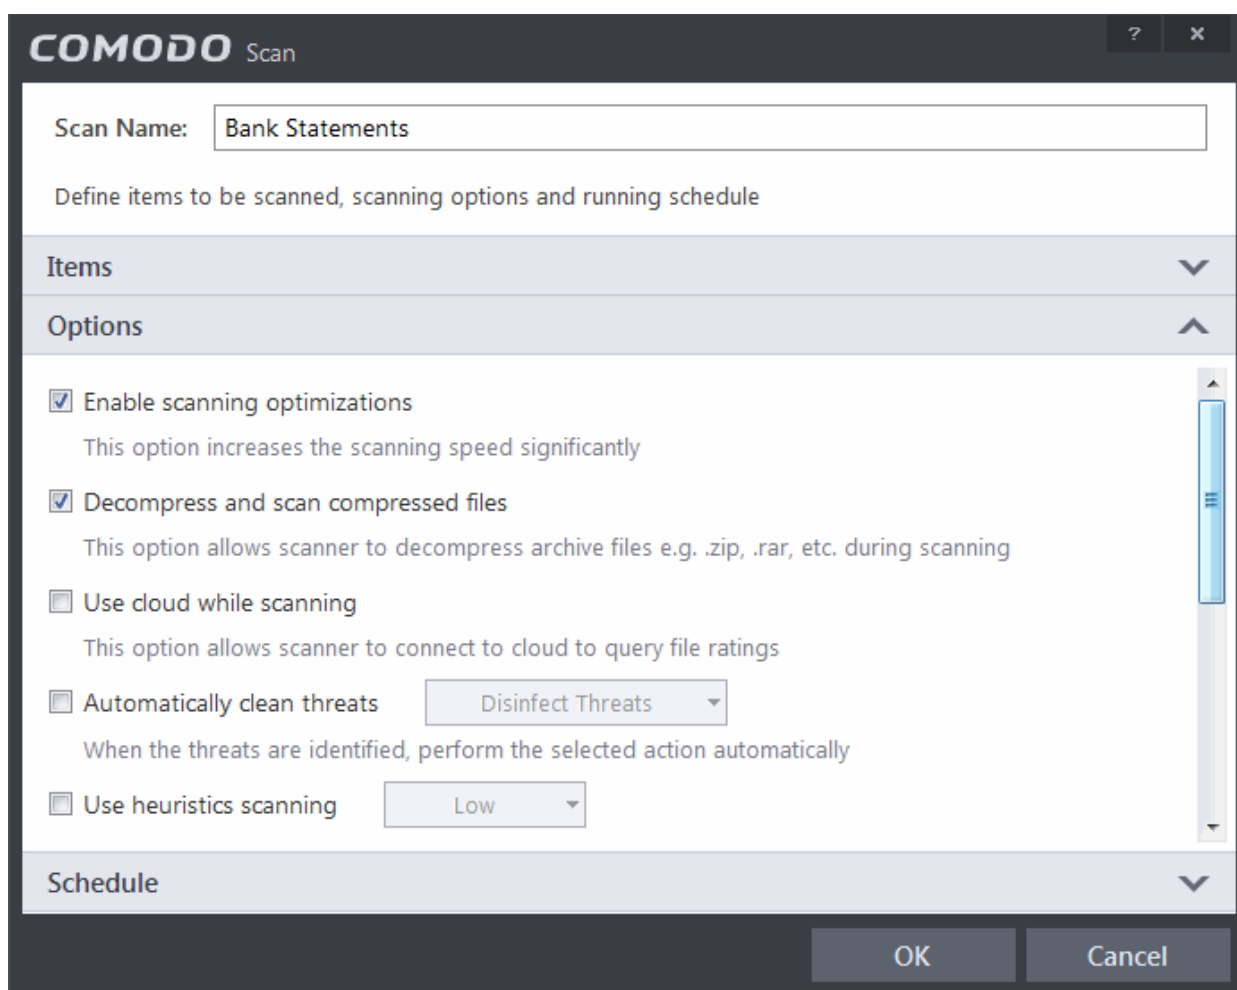 COMODO Scan
? x
Scan Name: Bank Statements
Define items to be scanned, scanning options and running schedule
Items
Options
Enable scanning optimizations
This option increases the scanning speed significantly
Decompress and scan compressed files
This option allows scanner to decompress archive files e.g. .zip, .rar, etc. during scanning
Use cloud while scanning
This option allows scanner to connect to cloud to query file ratings
Automatically clean threats Disinfect Threats
When the threats are identified, perform the selected action automatically
Use heuristics scanning Low
Schedule
OK Cancel